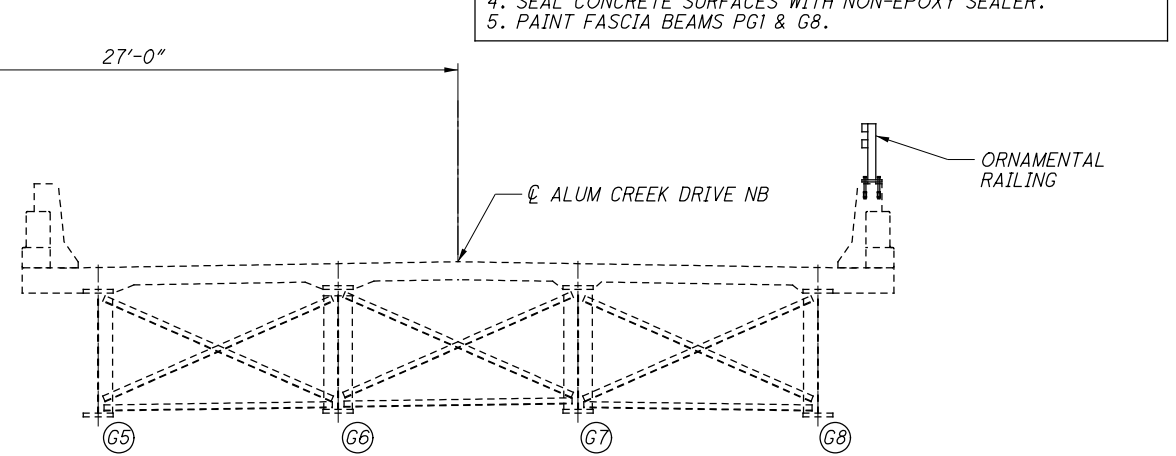 4. SEAL CONCRETE SURFACES WITH NON-EPOXY SEALER.
5. PAINT FASCIA BEAMS PG1 & G8.
27'-0"
ORNAMENTAL
RAILING
℄ ALUM CREEK DRIVE NB
G5
G6
G7
G8